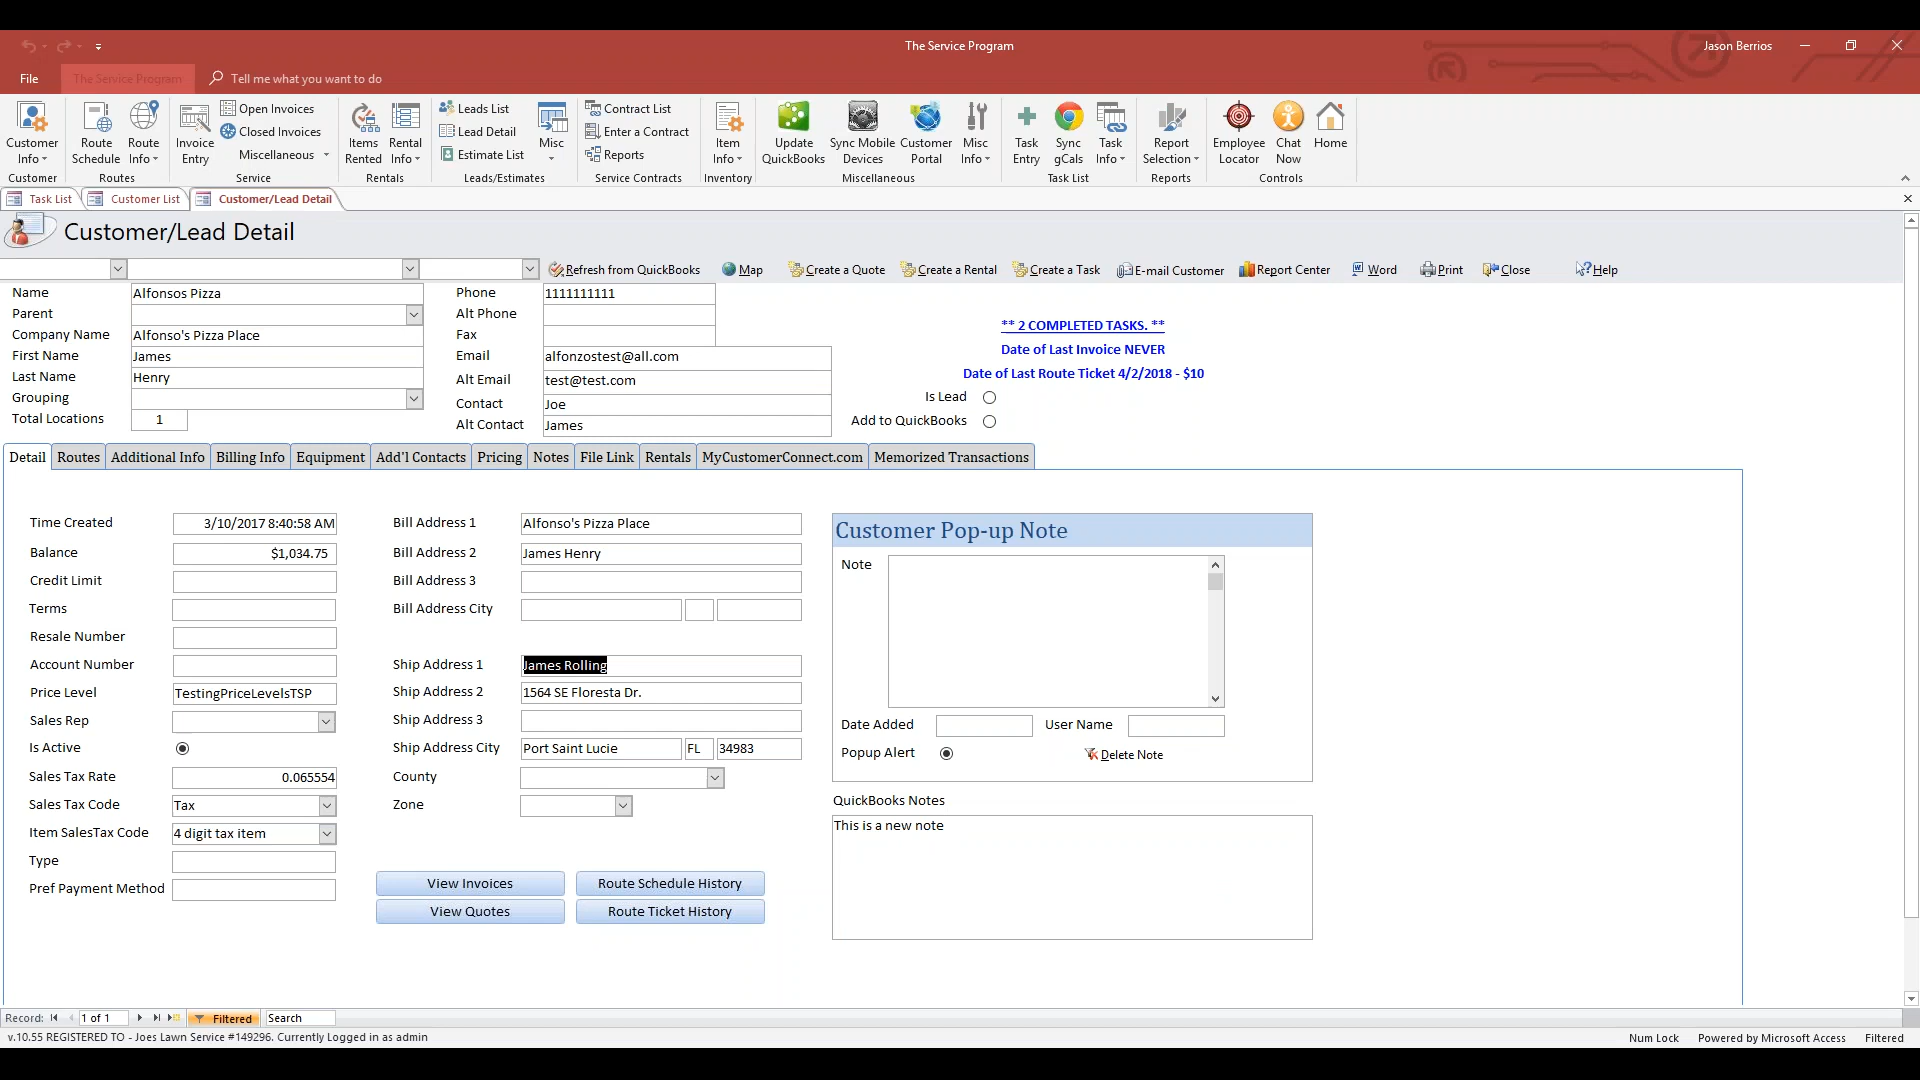 The Service Program
Jason Berrios
File
The Service Program
Tell me what you want to do
Customer Info
Customer
Route Schedule
Route Info
Routes
Invoice Entry
Open Invoices
Closed Invoices
Miscellaneous
Service
Items Rented
Rental Info
Rentals
Leads List
Lead Detail
Estimate List
Misc
Leads/Estimates
Contract List
Enter a Contract
Reports
Service Contracts
Item Info
Inventory
Update QuickBooks
Sync Mobile Devices
Customer Portal
Misc Info
Miscellaneous
Task Entry
Sync gCals
Task Info
Task List
Report Selection
Reports
Employee Locator
Chat Now
Home
Controls
Task List
Customer List
Customer/Lead Detail
Customer/Lead Detail
Refresh from QuickBooks
Map
Create a Quote
Create a Rental
Create a Task
E-mail Customer
Report Center
Word
Print
Close
Help
Name Alfonsos Pizza
Parent
Company Name Alfonso's Pizza Place
First Name James
Last Name Henry
Grouping
Total Locations 1
Phone 1111111111
Alt Phone
Fax
Email alfonzostest@all.com
Alt Email test@test.com
Contact Joe
Alt Contact James
** 2 COMPLETED TASKS. **
Date of Last Invoice NEVER
Date of Last Route Ticket 4/2/2018 - $10
Is Lead
Add to QuickBooks
Detail Routes Additional Info Billing Info Equipment Add'l Contacts Pricing Notes File Link Rentals MyCustomerConnect.com Memorized Transactions
Time Created 3/10/2017 8:40:58 AM
Balance $1,034.75
Credit Limit
Terms
Resale Number
Account Number
Price Level TestingPriceLevelsTSP
Sales Rep
Is Active
Sales Tax Rate 0.065554
Sales Tax Code Tax
Item SalesTax Code 4 digit tax item
Type
Pref Payment Method
Bill Address 1 Alfonso's Pizza Place
Bill Address 2 James Henry
Bill Address 3
Bill Address City
Ship Address 1 James Rolling
Ship Address 2 1564 SE Floresta Dr.
Ship Address 3
Ship Address City Port Saint Lucie FL 34983
County
Zone
View Invoices
Route Schedule History
View Quotes
Route Ticket History
Customer Pop-up Note
Note
Date Added
User Name
Popup Alert
Delete Note
QuickBooks Notes
This is a new note
Record: 1 of 1 Filtered Search
v.10.55 REGISTERED TO - Joes Lawn Service #149296. Currently Logged in as admin
Num Lock
Powered by Microsoft Access
Filtered